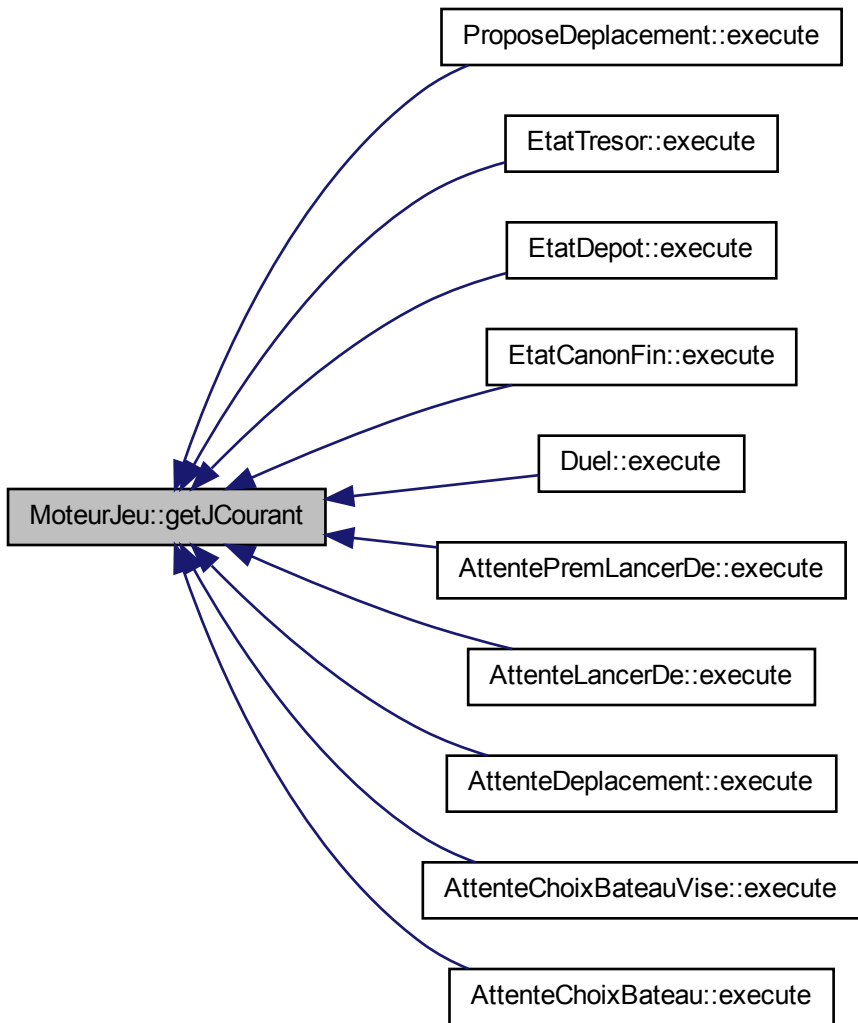 ProposeDeplacement::execute
EtatTresor::execute
EtatDepot::execute
EtatCanonFin::execute
Duel::execute
MoteurJeu::getJCourant
AttentePremLancerDe::execute
AttenteLancerDe::execute
AttenteDeplacement::execute
AttenteChoixBateauVise::execute
AttenteChoixBateau::execute